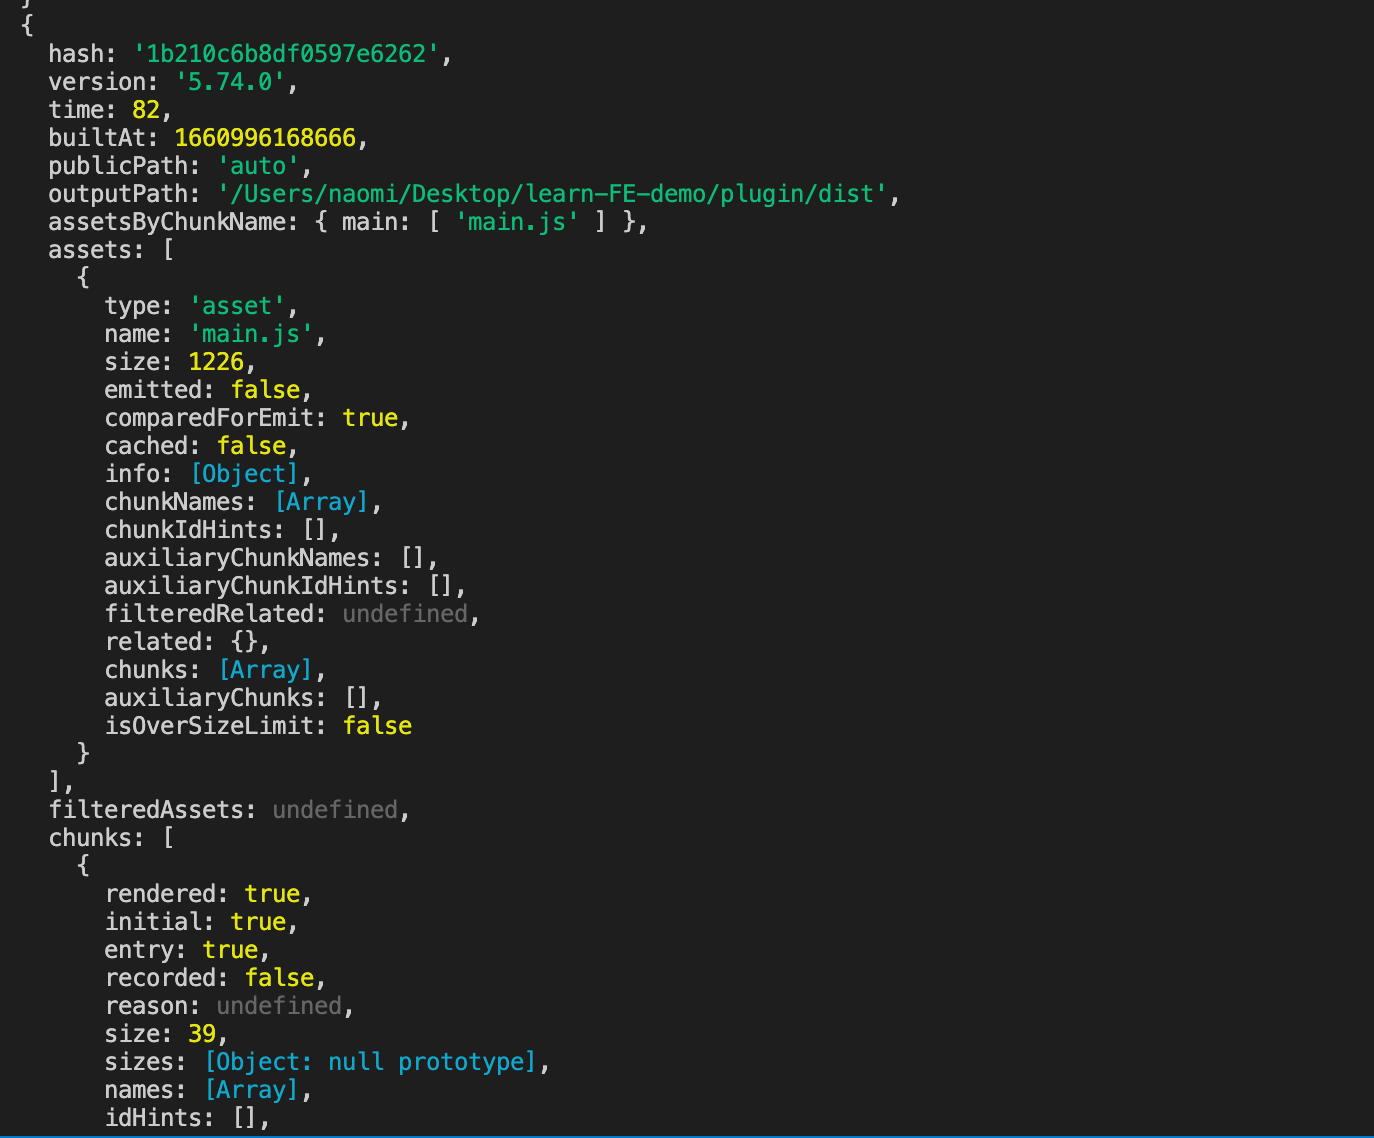 }
{
hash: '1b210c6b8df0597e6262',
version: '5.74.0',
time: 82,
builtAt: 1660996168666,
publicPath: 'auto',
outputPath: '/Users/naomi/Desktop/learn-FE-demo/plugin/dist',
assetsByChunkName: { main: [ 'main.js' ] },
assets: [
{
type: 'asset',
name: 'main.js',
size: 1226,
emitted: false,
comparedForEmit: true,
cached: false,
info: [Object],
chunkNames: [Array],
chunkIdHints: [],
auxiliaryChunkNames: [],
auxiliaryChunkIdHints: [],
filteredRelated: undefined,
related: {},
chunks: [Array],
auxiliaryChunks: [],
isOverSizeLimit: false
}
],
filteredAssets: undefined,
chunks: [
{
rendered: true,
initial: true,
entry: true,
recorded: false,
reason: undefined,
size: 39,
sizes: [Object: null prototype],
names: [Array],
idHints: [],